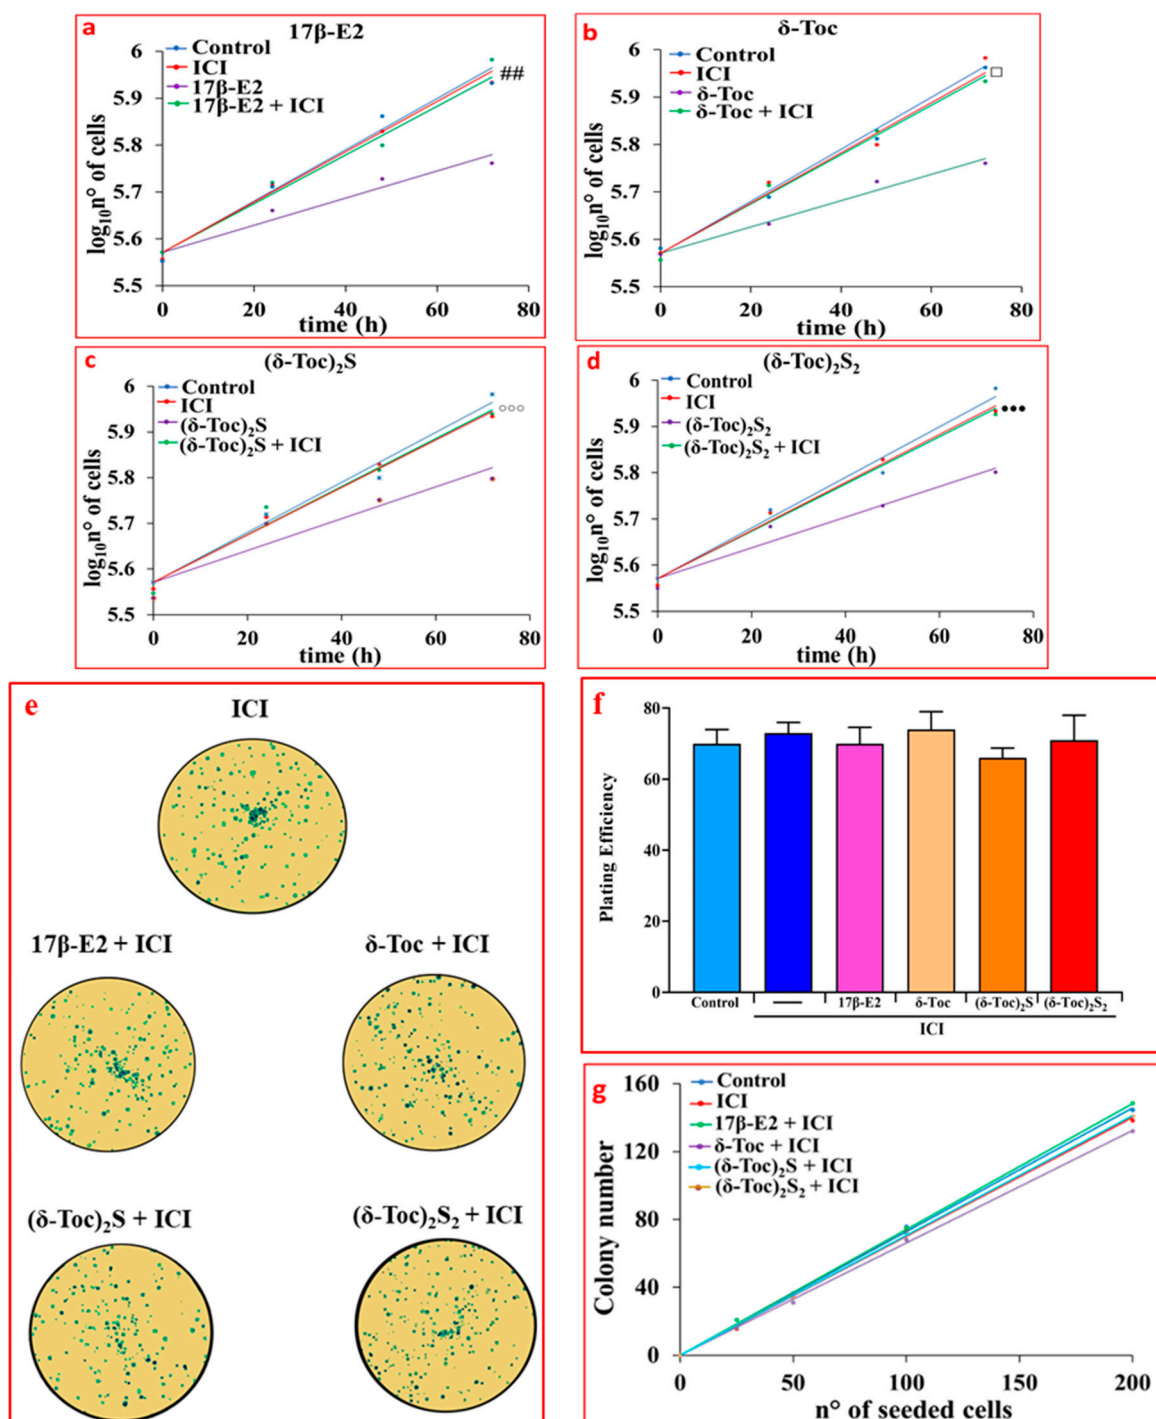 a
17β-E2
Control
ICI
17β-E2
17β-E2 + ICI
##
6
5.9
5.8
5.7
5.6
5.5
log₁₀n° of cells
0 20 40 60 80
time (h)
b
δ-Toc
Control
ICI
δ-Toc
δ-Toc + ICI
□
6
5.9
5.8
5.7
5.6
5.5
log₁₀n° of cells
0 20 40 60 80
time (h)
c
(δ-Toc)₂S
Control
ICI
(δ-Toc)₂S
(δ-Toc)₂S + ICI
○○○
6
5.9
5.8
5.7
5.6
5.5
log₁₀n° of cells
0 20 40 60 80
time (h)
d
(δ-Toc)₂S₂
Control
ICI
(δ-Toc)₂S₂
(δ-Toc)₂S₂ + ICI
●●●
6
5.9
5.8
5.7
5.6
5.5
log₁₀n° of cells
0 20 40 60 80
time (h)
e
ICI
17β-E2 + ICI
δ-Toc + ICI
(δ-Toc)₂S + ICI
(δ-Toc)₂S₂ + ICI
f
80
60
40
20
0
Plating Efficiency
Control — 17β-E2 δ-Toc (δ-Toc)₂S (δ-Toc)₂S₂
ICI
g
Control
ICI
17β-E2 + ICI
δ-Toc + ICI
(δ-Toc)₂S + ICI
(δ-Toc)₂S₂ + ICI
160
120
80
40
0
Colony number
0 50 100 150 200
n° of seeded cells